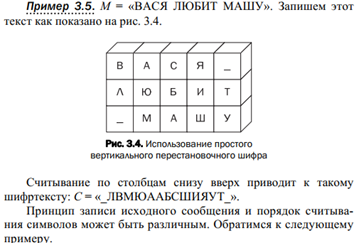 Пример 3.5. М = «ВАСЯ ЛЮБИТ МАШУ». Запишем этот
текст как показано на рис. 3.4.
В А С Я _
Л Ю Б И Т
_ М А Ш У
Рис. 3.4. Использование простого
вертикального перестановочного шифра
Считывание по столбцам снизу вверх приводит к такому
шифртексту: С = «_ЛВМЮААБСШИЯУТ_».
Принцип записи исходного сообщения и порядок считыва-
ния символов может быть различным. Обратимся к следующему
примеру.